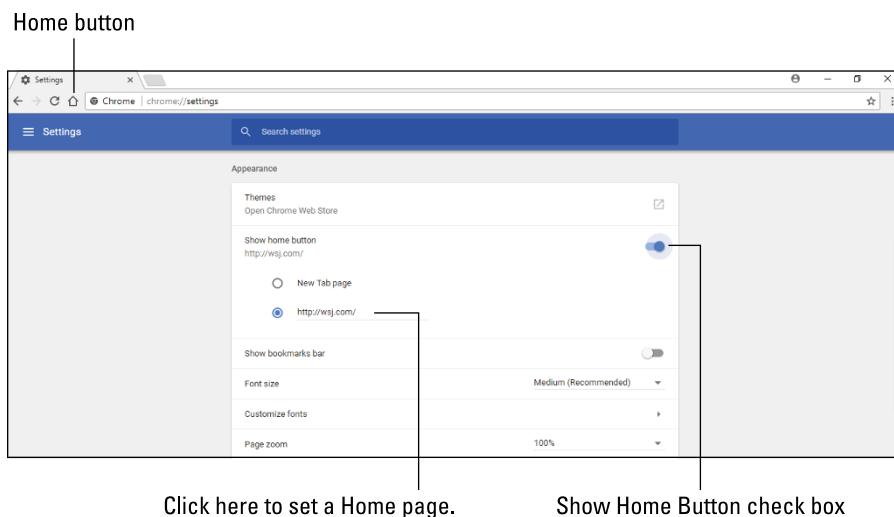 Home button
Settings
Chrome | chrome://settings
Settings
Search settings
Appearance
Themes
Open Chrome Web Store
Show home button
http://wsj.com/
New Tab page
http://wsj.com/
Show bookmarks bar
Font size Medium (Recommended)
Customize fonts
Page zoom 100%
Click here to set a Home page. Show Home Button check box